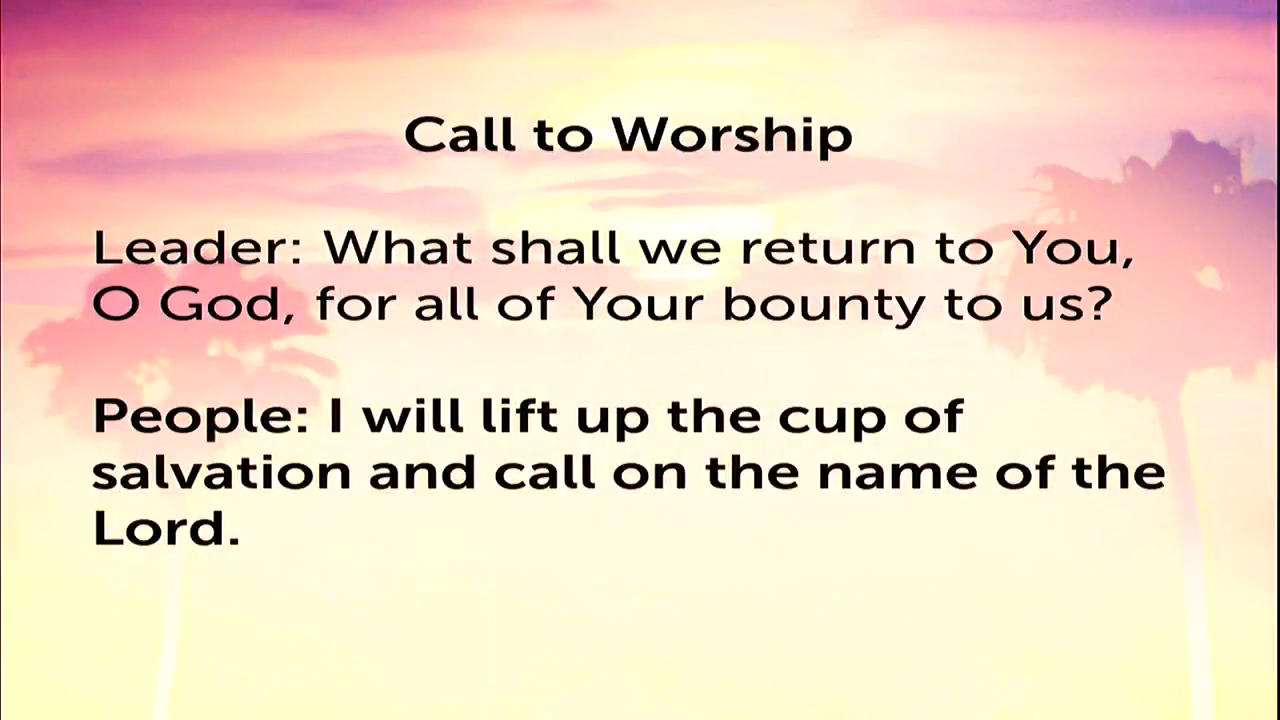 Call to Worship
Leader: What shall we return to You,
O God, for all of Your bounty to us?
People: I will lift up the cup of
salvation and call on the name of the
Lord.